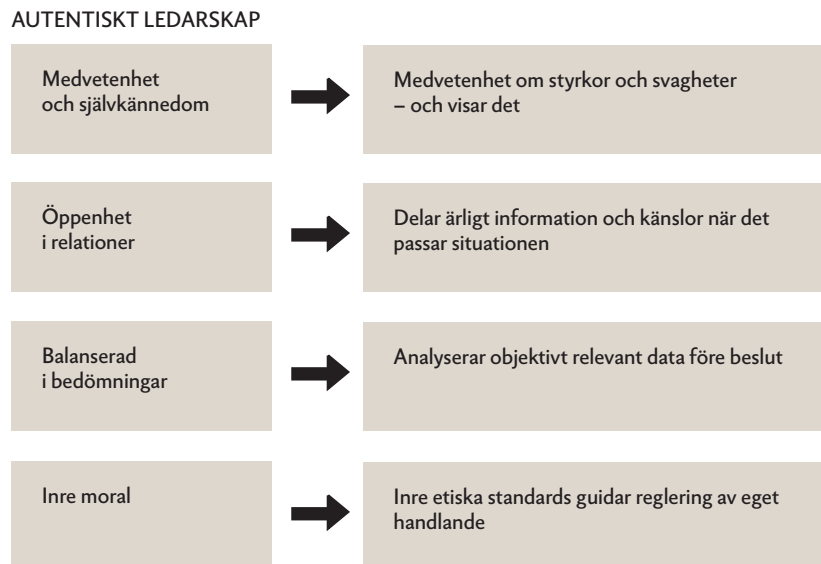 AUTENTISKT LEDARSKAP
Medvetenhet
och självkännedom
Medvetenhet om styrkor och svagheter
– och visar det
Öppenhet
i relationer
Delar ärligt information och känslor när det
passar situationen
Balanserad
i bedömningar
Analyserar objektivt relevant data före beslut
Inre moral
Inre etiska standards guidar reglering av eget
handlande